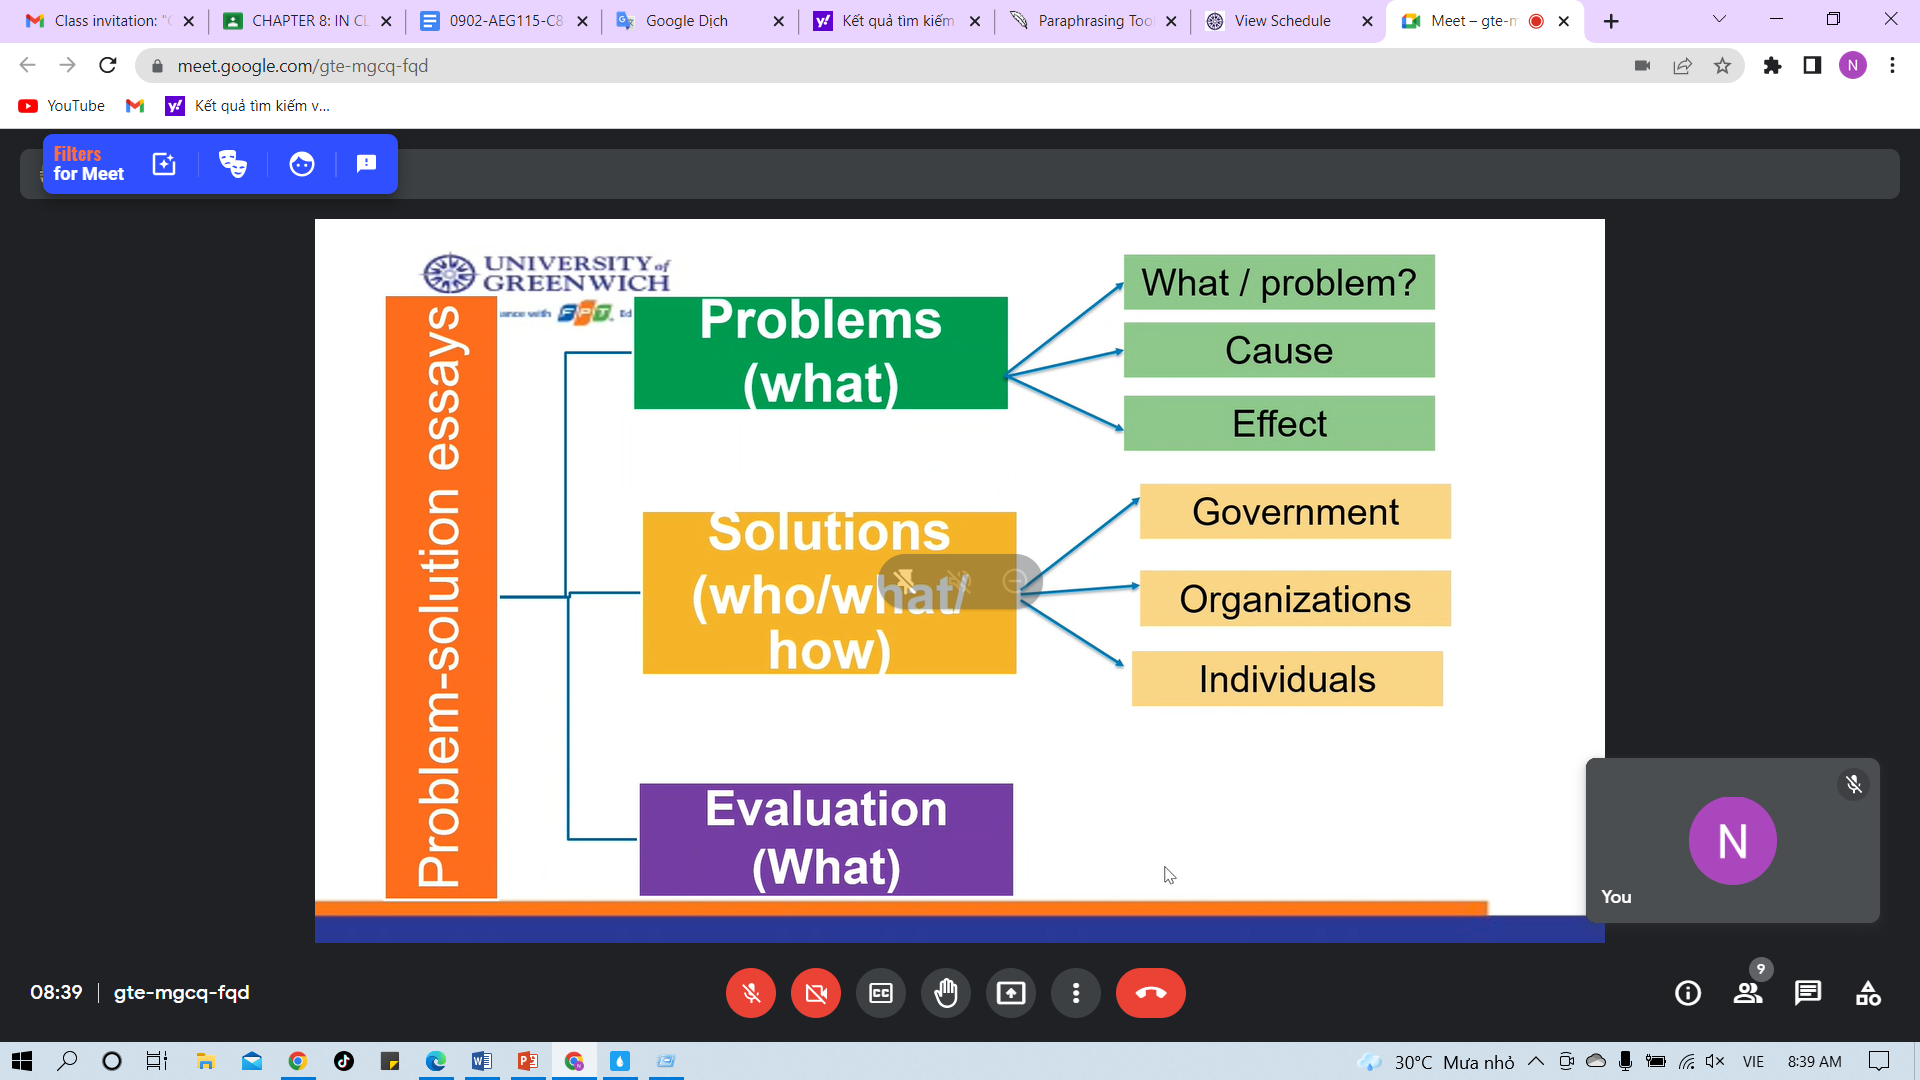 Class invitation: "C
CHAPTER 8: IN CL
0902-AEG115-C8
Google Dịch
Kết quả tìm kiếm
Paraphrasing Tool
View Schedule
Meet – gte-m
meet.google.com/gte-mgcq-fqd
N
YouTube
Kết quả tìm kiếm v...
Filters
for Meet
UNIVERSITY of
GREENWICH
ance with FPT. Ed
Problem-solution essays
Problems
(what)
What / problem?
Cause
Effect
Solutions
(who/what/
how)
Government
Organizations
Individuals
Evaluation
(What)
N
You
08:39 | gte-mgcq-fqd
CC
9
30°C Mưa nhỏ
VIE
8:39 AM